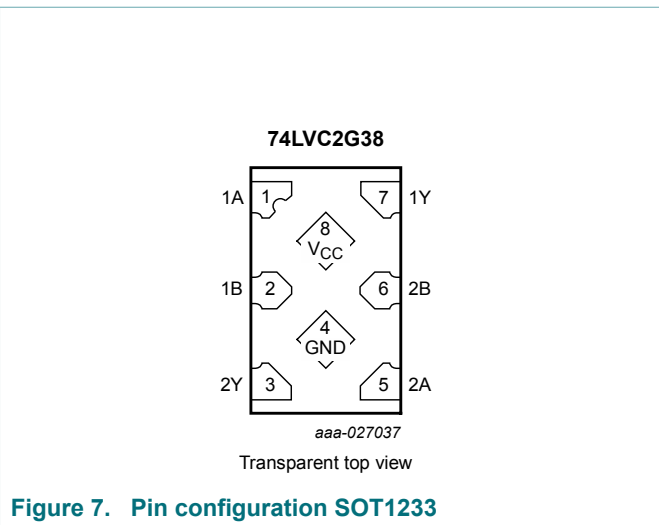 74LVC2G38
1A 1 7 1Y
8
VCC
1B 2 6 2B
4
GND
2Y 3 5 2A
aaa-027037
Transparent top view
Figure 7. Pin configuration SOT1233